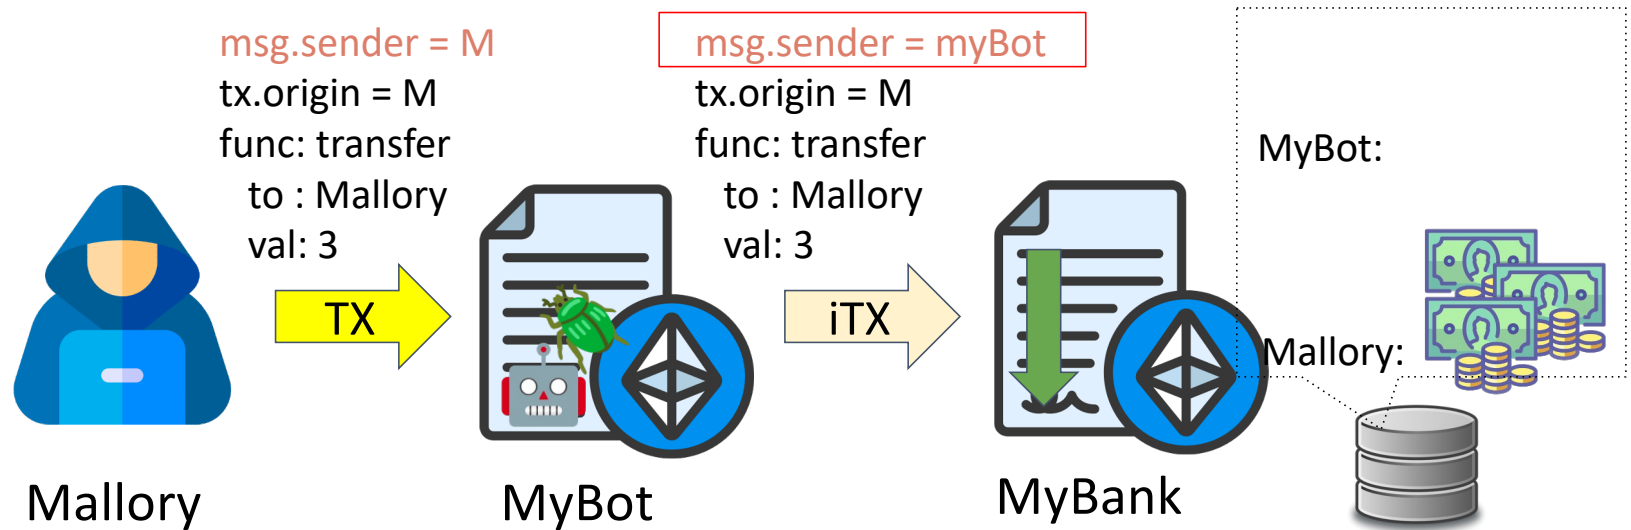 msg.sender = M
tx.origin = M
func: transfer
to : Mallory
val: 3
TX
msg.sender = myBot
tx.origin = M
func: transfer
to : Mallory
val: 3
iTX
MyBot:
Mallory:
Mallory
MyBot
MyBank